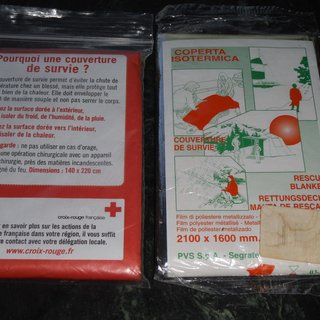 Pourquoi une couverture
de survie ?
couverture de survie permet d'éviter la chute de
température chez un blessé, mais elle protège tout
bien de la chaleur. Elle doit envelopper le
de manière souple et non pas serrer le corps.
la surface dorée à l'extérieur,
isoler du froid, de l'humidité, de la pluie.
la surface dorée vers l'intérieur,
isoler de la chaleur.
garde : ne pas utiliser en cas d'orage,
une opération chirurgicale avec un appareil
chirurgie, près des matières incandescentes.
du feu. Dimensions : 140 x 220 cm
croix-rouge française
en savoir plus sur les actions de la
française dans votre région, il vous suffit
contact avec votre délégation locale.
www.croix-rouge.fr
COPERTA
ISOTERMICA
COUVERTURE
DE SURVIE
RESCU
BLANKE
RETTUNGSDEC
MANTA DE RESCA
Film di poliestere metallizzato
Film polyester métallisé
Film de poliester metalizado
2100 x 1600 mm.
PVS S.p.A. - Segrate